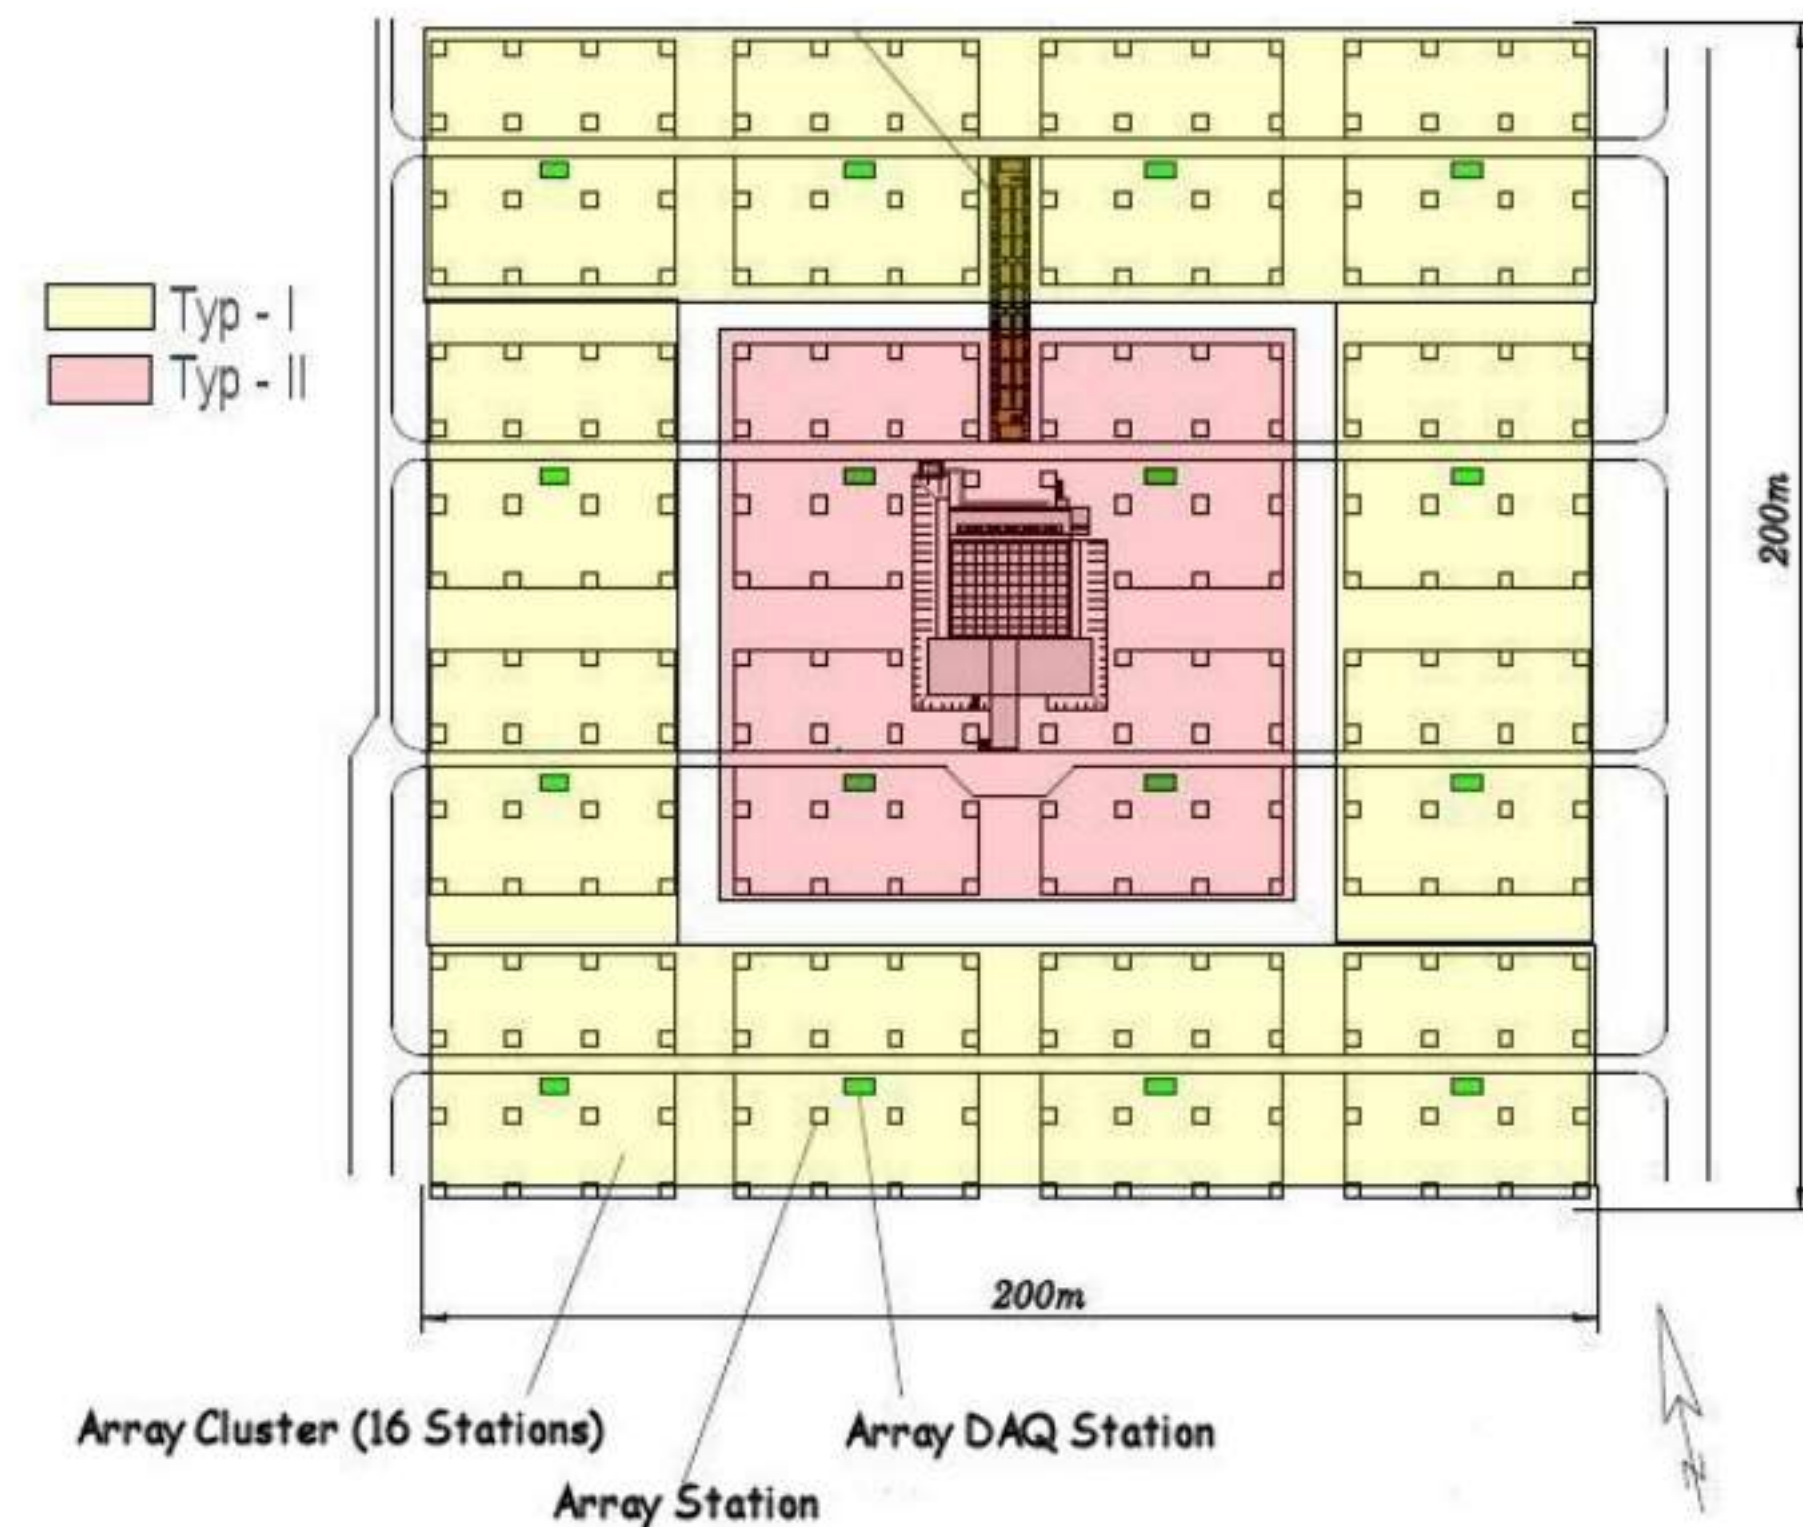 Typ - I
Typ - II
200m
200m
Array Cluster (16 Stations)
Array DAQ Station
Array Station
N